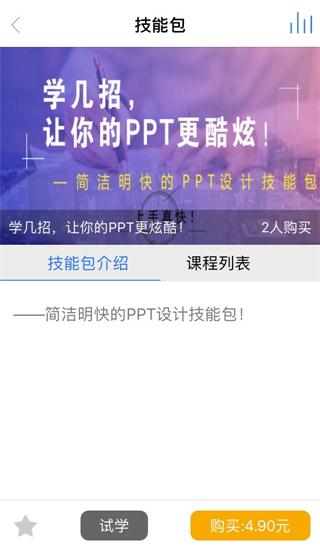 技能包
学几招，
让你的PPT更酷炫！
—简洁明快的PPT设计技能包
上手真快！
学几招，让你的PPT更炫酷！
2人购买
技能包介绍
课程列表
——简洁明快的PPT设计技能包！
试学
购买:4.90元